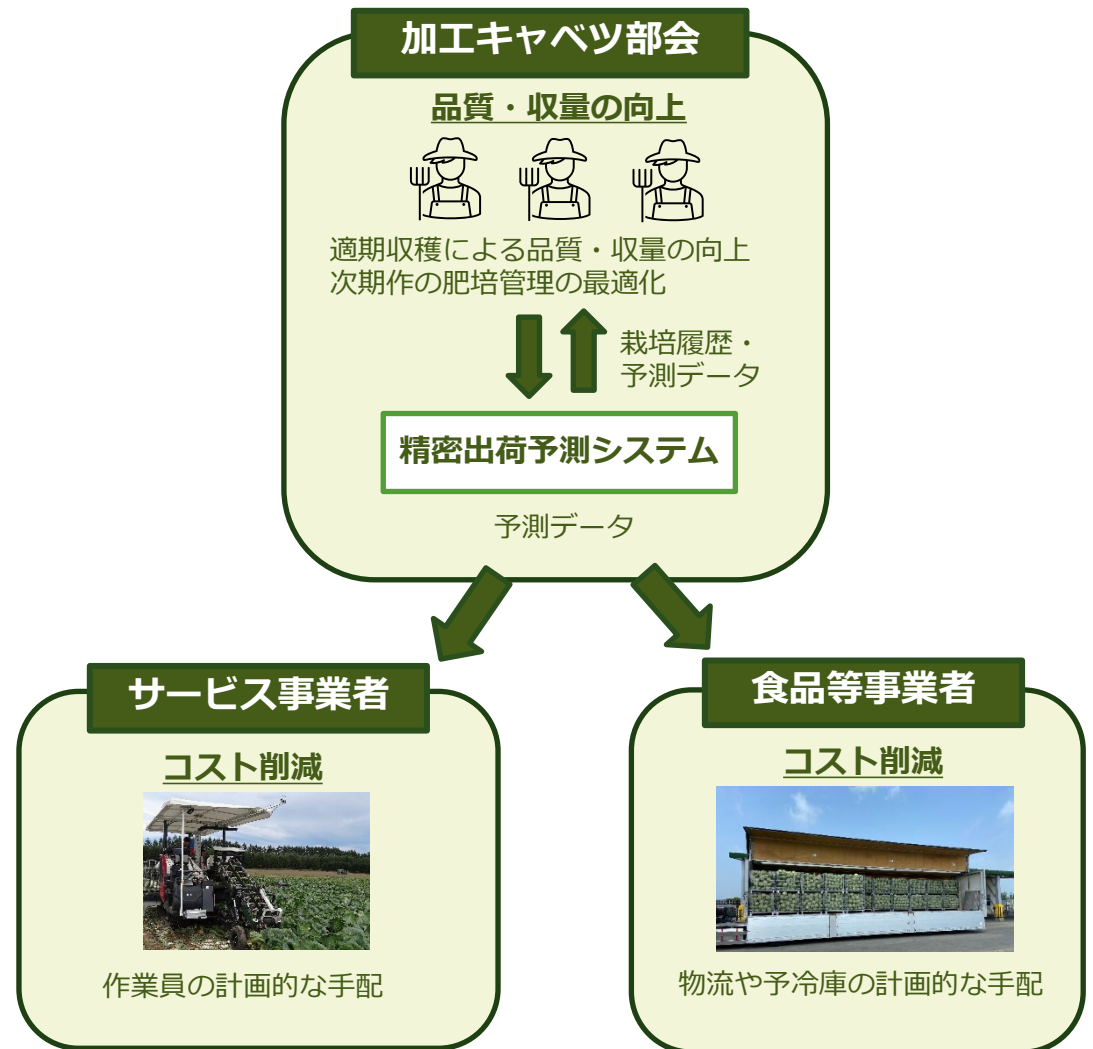 加工キャベツ部会
品質・収量の向上
適期収穫による品質・収量の向上
次期作の肥培管理の最適化
栽培履歴・
予測データ
精密出荷予測システム
予測データ
サービス事業者
コスト削減
作業員の計画的な手配
食品等事業者
コスト削減
物流や予冷庫の計画的な手配